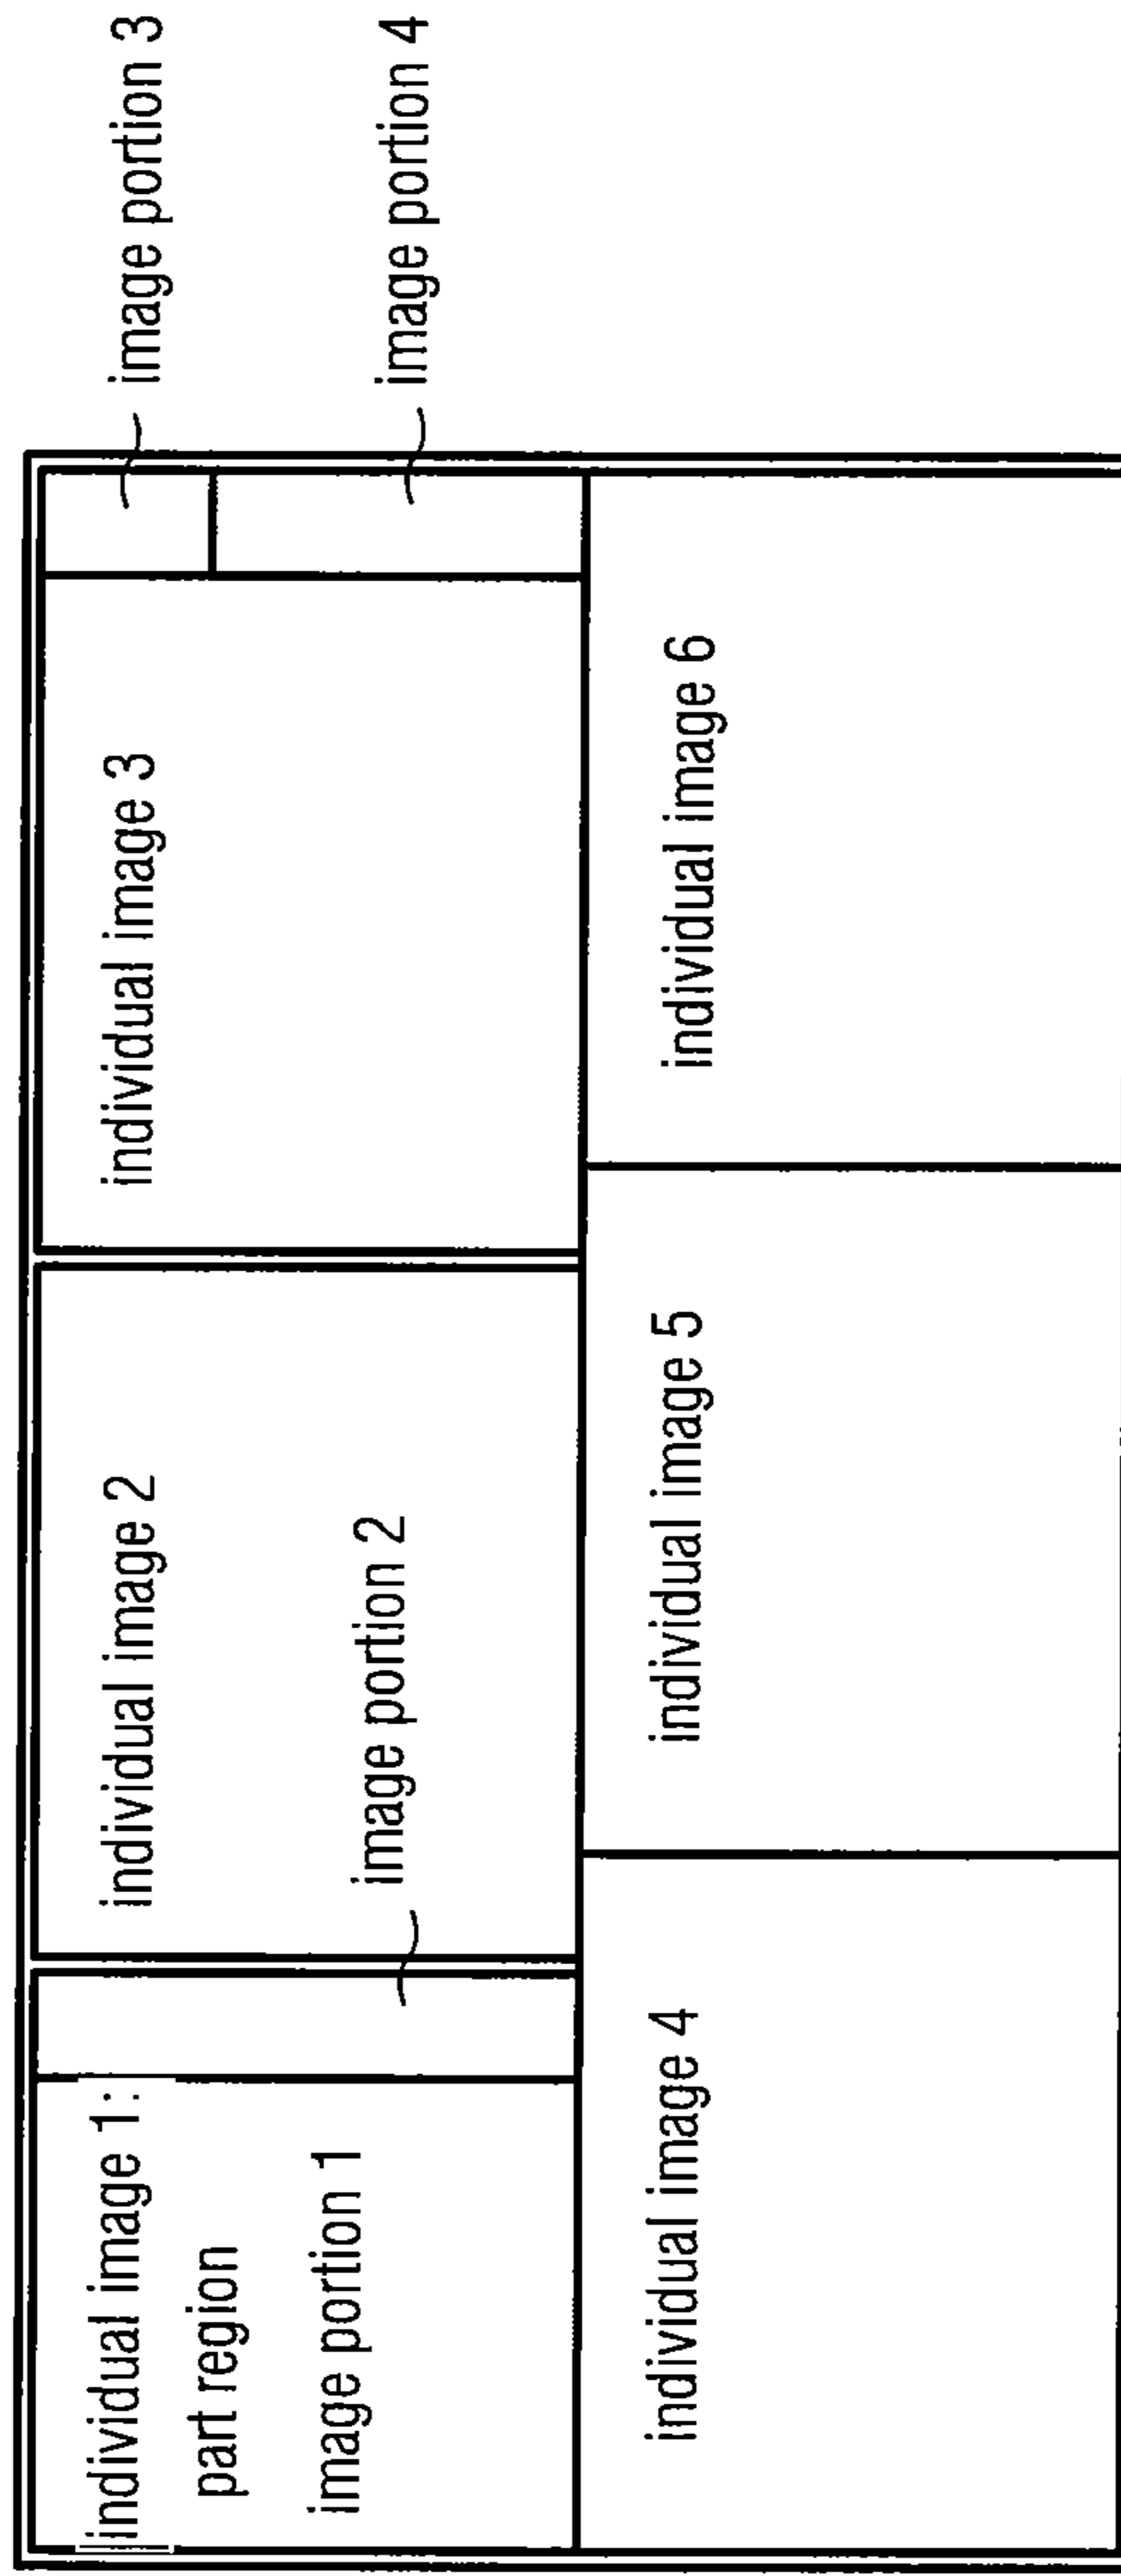 individual image 1:
part region
image portion 1
individual image 2
image portion 2
individual image 3
image portion 3
image portion 4
individual image 4
individual image 5
individual image 6